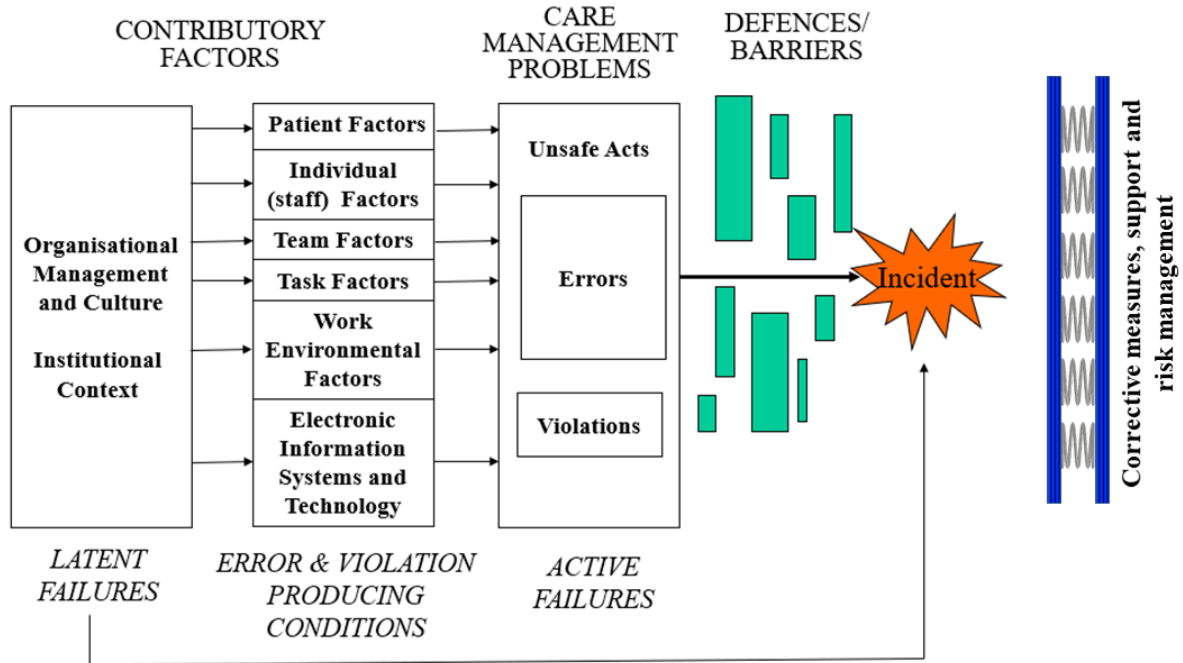 CONTRIBUTORY
FACTORS
CARE
MANAGEMENT
PROBLEMS
DEFENCES/
BARRIERS
Organisational
Management
and Culture
Institutional
Context
Patient Factors
Individual
(staff) Factors
Team Factors
Task Factors
Work
Environmental
Factors
Electronic
Information
Systems and
Technology
Unsafe Acts
Errors
Violations
Incident
Corrective measures, support and
risk management
LATENT
FAILURES
ERROR & VIOLATION
PRODUCING
CONDITIONS
ACTIVE
FAILURES